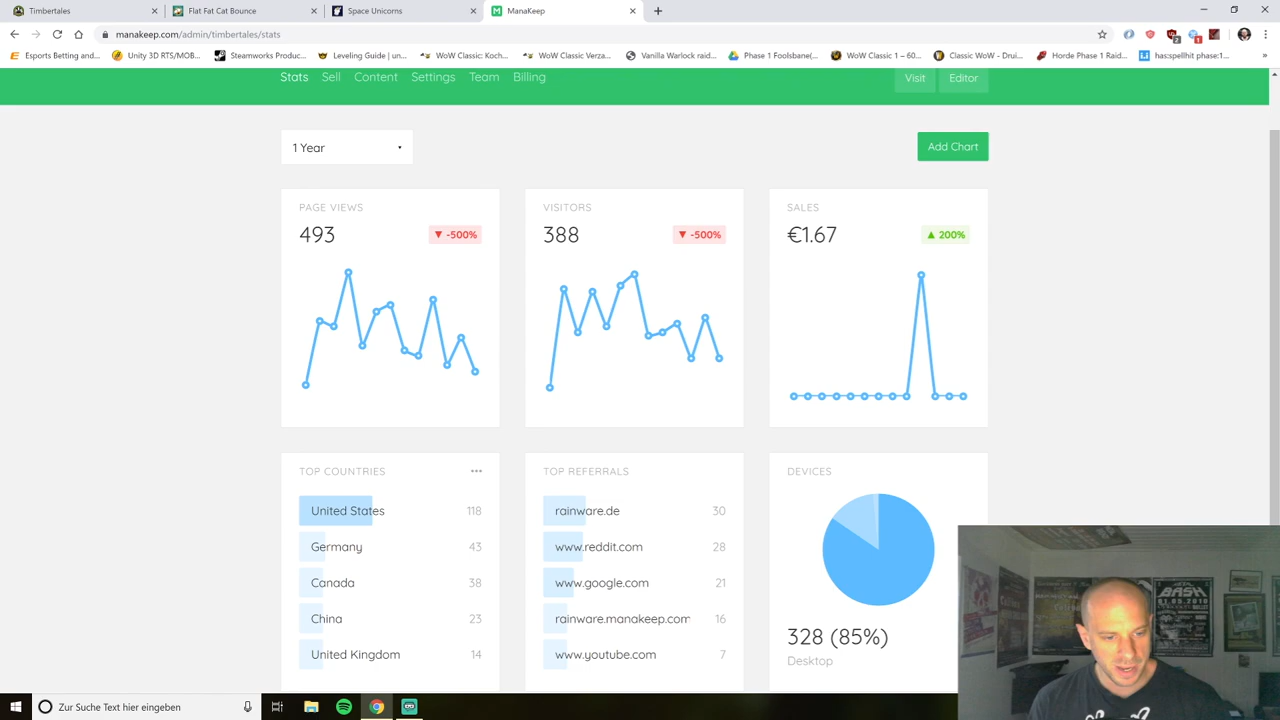 Timbertales
Flat Fat Cat Bounce
Space Unicorns
ManaKeep
manakeep.com/admin/timbertales/stats
Esports Betting and...
Unity 3D RTS/MOB...
Steamworks Produc...
Leveling Guide | un...
WoW Classic: Koch...
WoW Classic Verza...
Vanilla Warlock raid...
Phase 1 Foolsbane(...
WoW Classic 1 – 60...
Classic WoW - Drui...
Horde Phase 1 Raid...
has:spellhit phase:1...
Stats Sell Content Settings Team Billing
Visit Editor
1 Year
Add Chart
PAGE VIEWS
493
▼ -500%
VISITORS
388
▼ -500%
SALES
€1.67
▲ 200%
TOP COUNTRIES
United States 118
Germany 43
Canada 38
China 23
United Kingdom 14
TOP REFERRALS
rainware.de 30
www.reddit.com 28
www.google.com 21
rainware.manakeep.com 16
www.youtube.com 7
DEVICES
328 (85%)
Desktop
BASH
01.05.2010
Zur Suche Text hier eingeben